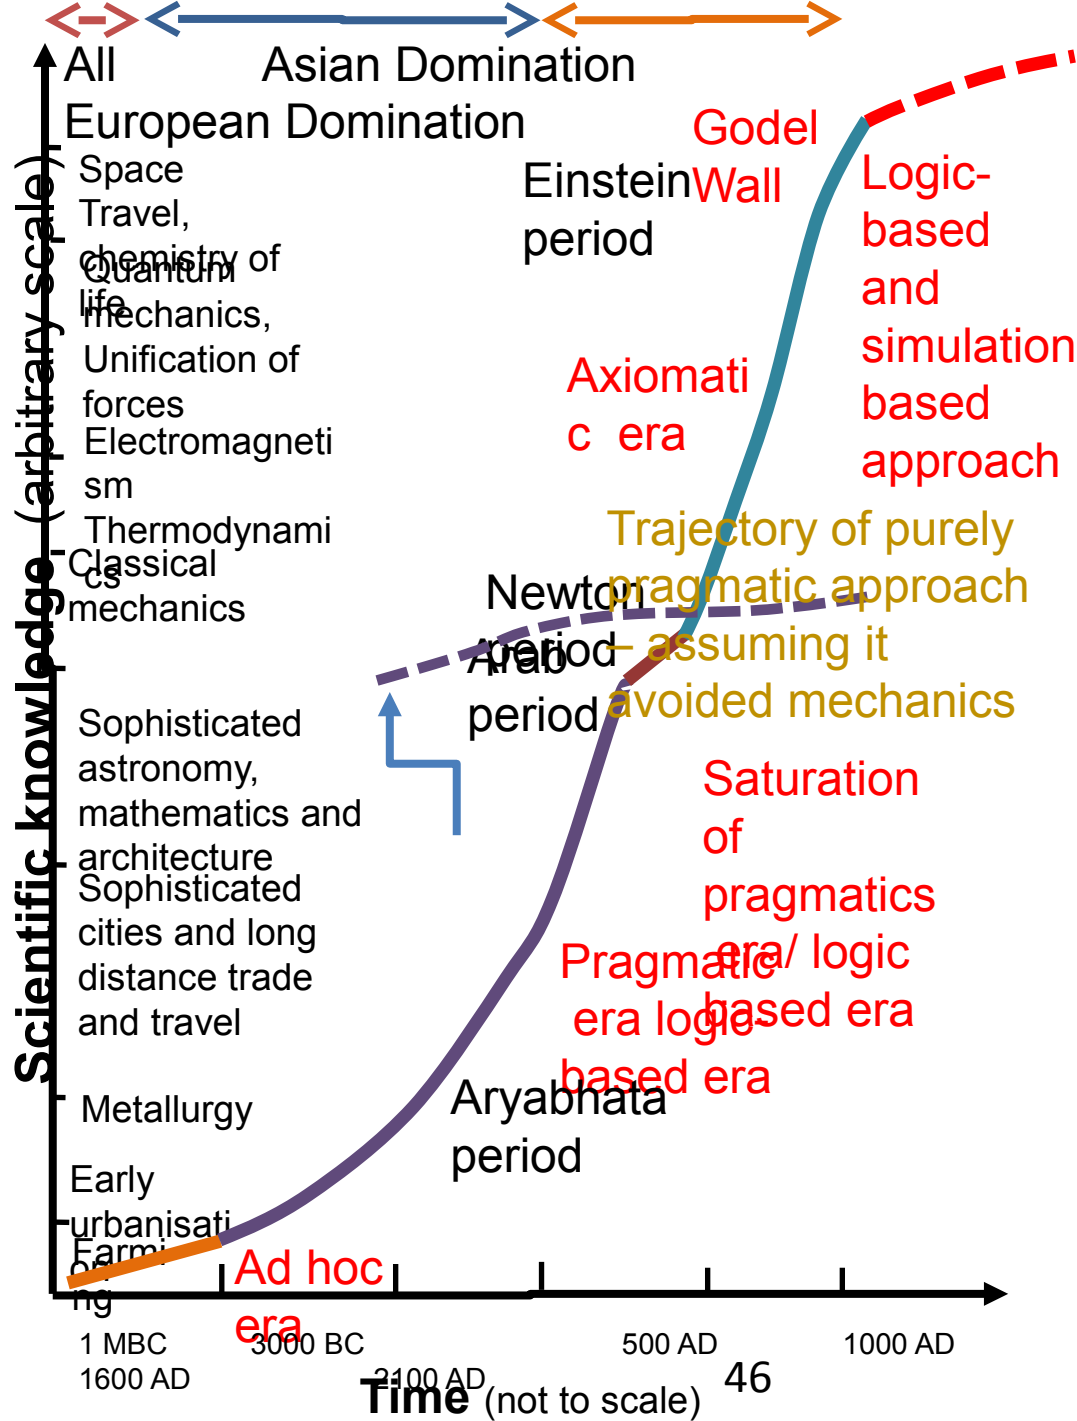 All Asian Domination
European Domination
Godel
Wall
Einstein
period
Logic-
based
and
simulation
based
approach
Space
Travel,
chemistry of
life
Quantum
mechanics,
Unification of
forces
Axiomati
c era
Electromagneti
sm
Thermodynami
cs
Classical
mechanics
Trajectory of purely
pragmatic approach
– assuming it
avoided mechanics
Newton
period
Arab
period
Sophisticated
astronomy,
mathematics and
architecture
Saturation
of
pragmatics
era/ logic
based era
Sophisticated
cities and long
distance trade
and travel
Pragmatic
era logic-
based era
Metallurgy
Aryabhata
period
Early
urbanisati
on
Farmi
ng
Ad hoc
era
Scientific knowledge (arbitrary scale)
1 MBC 3000 BC 500 AD 1000 AD
1600 AD 2100 AD
Time (not to scale)
46